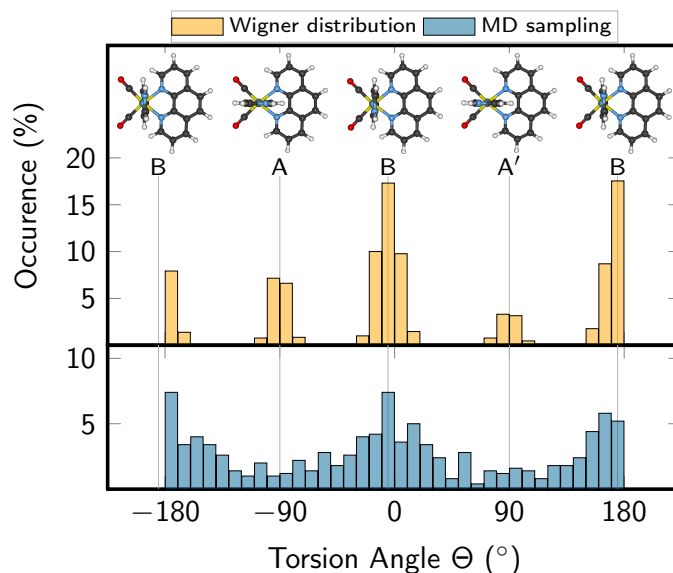 Wigner distribution MD sampling
B A B A′ B
Occurence (%)
20
15
10
5
10
5
−180 −90 0 90 180
Torsion Angle Θ (°)